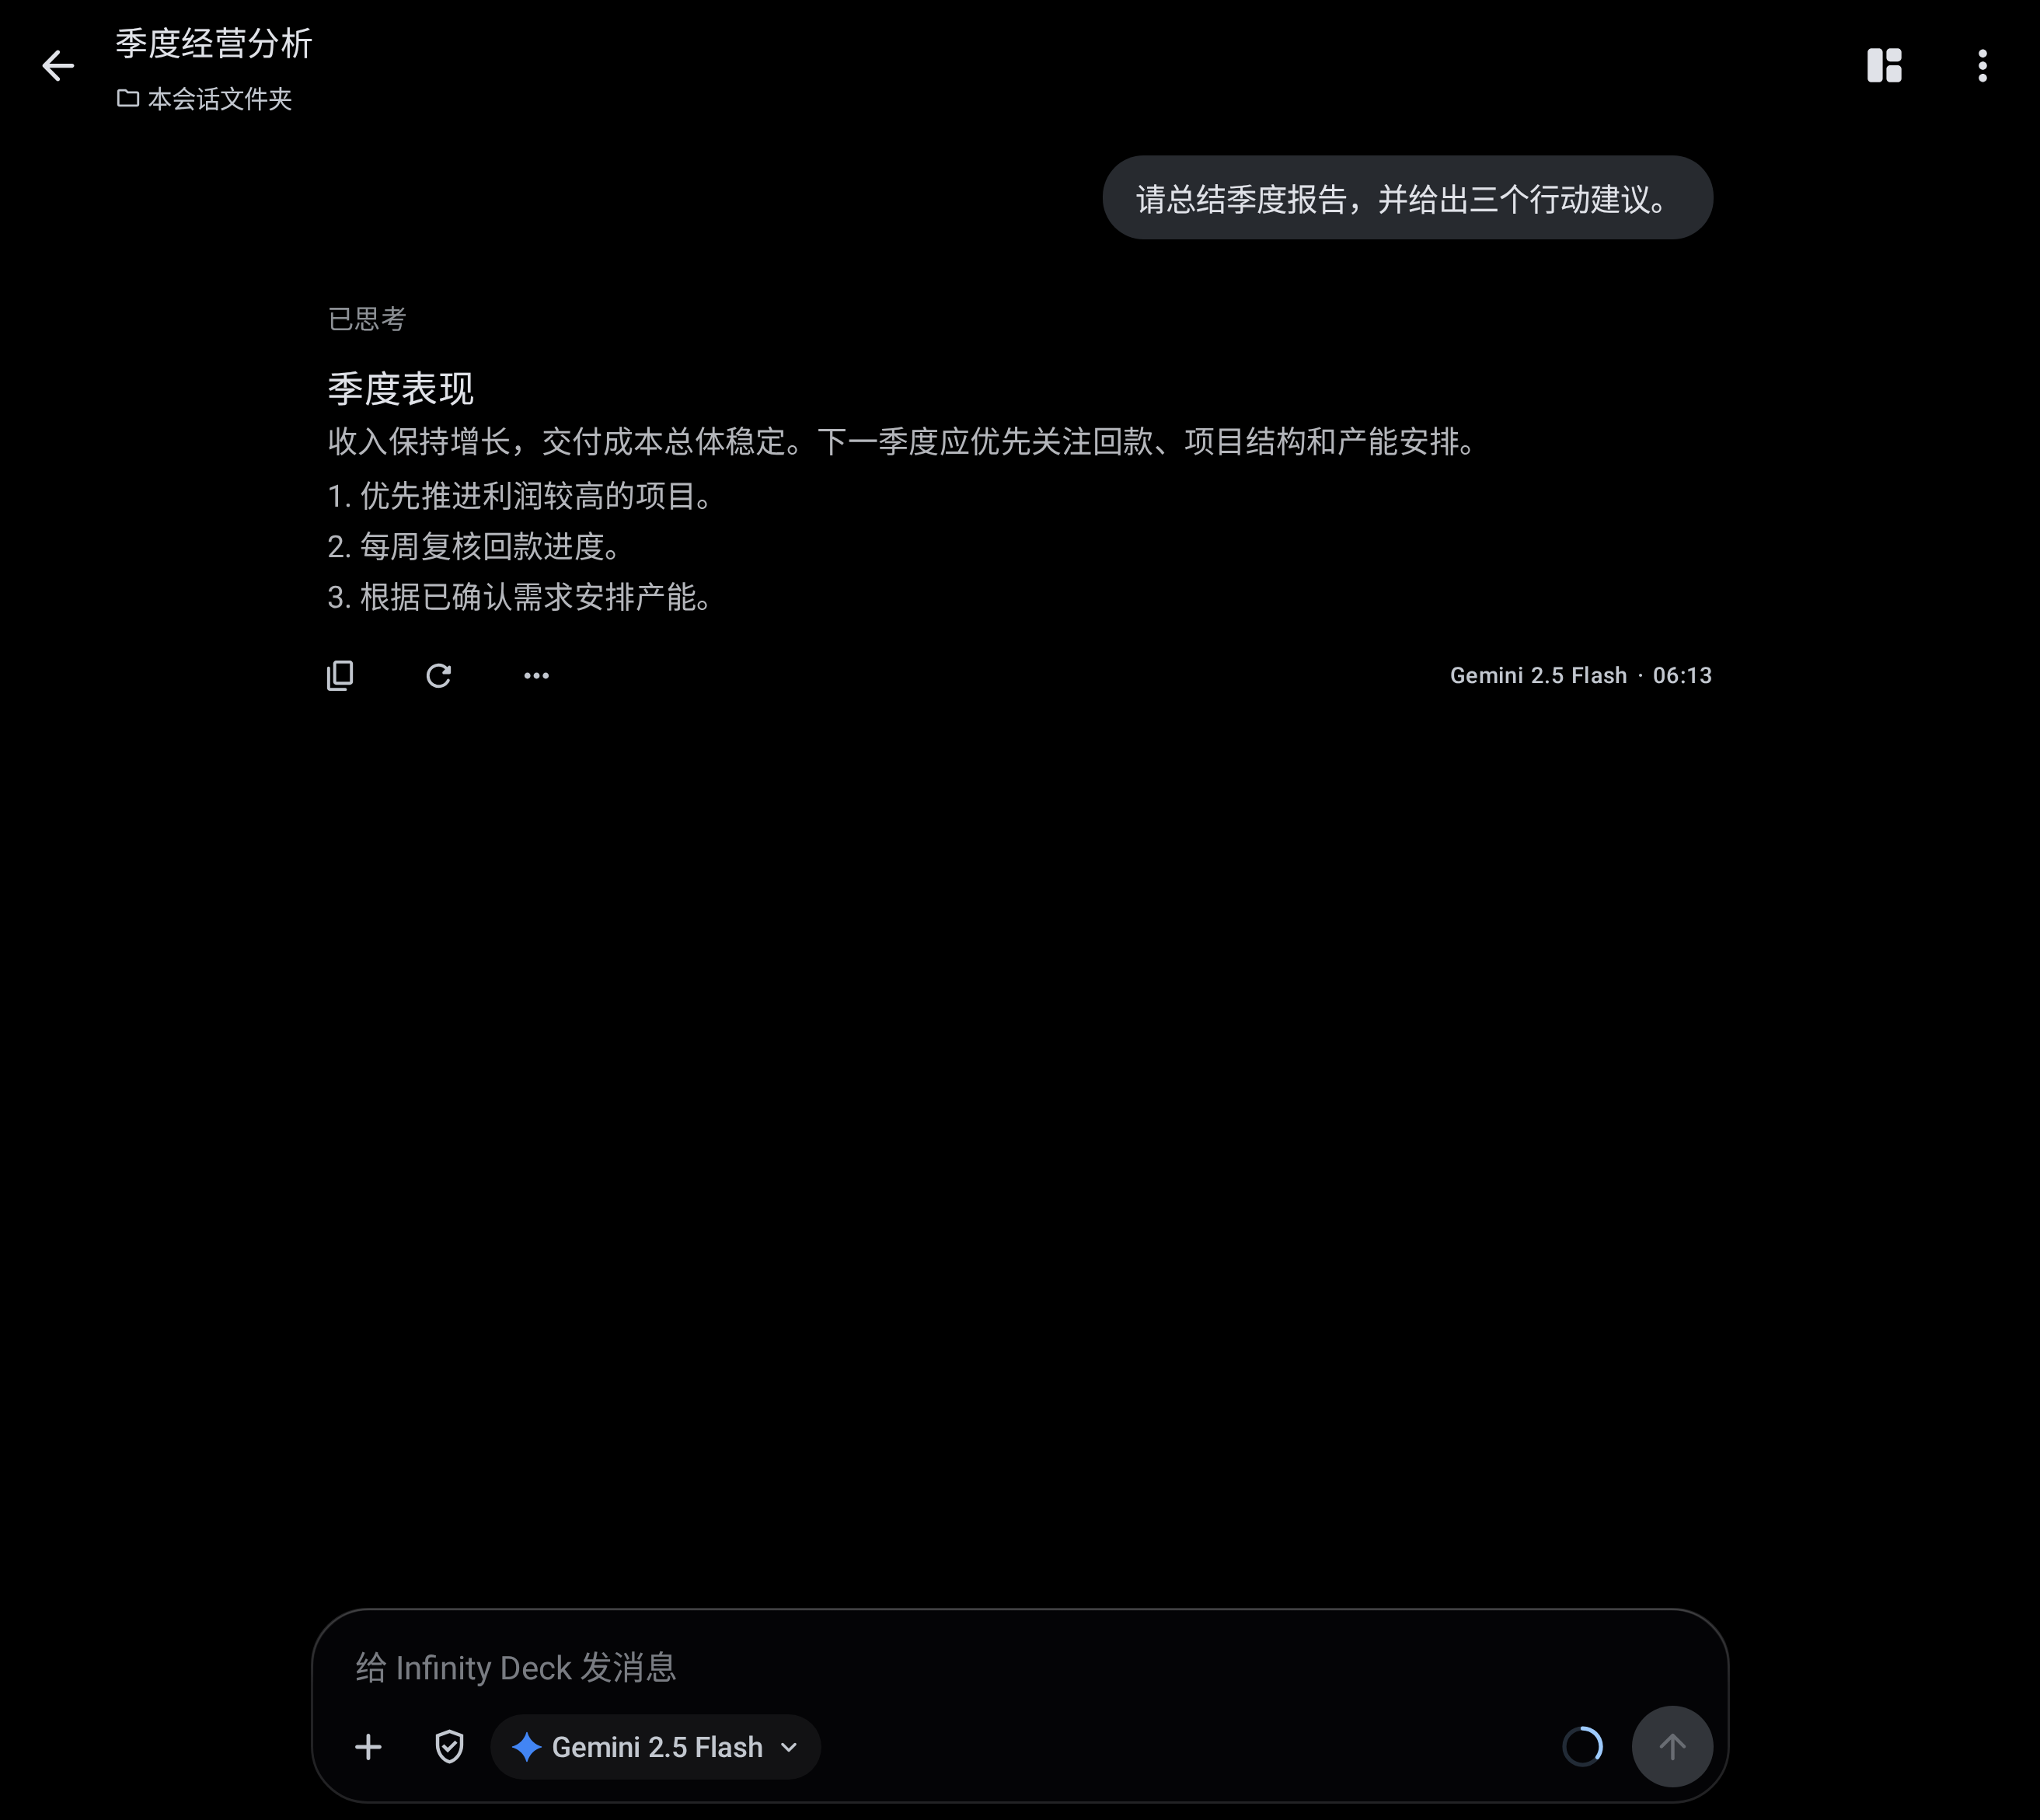 季度经营分析
本会话文件夹
请总结季度报告，并给出三个行动建议。
已思考
季度表现
收入保持增长，交付成本总体稳定。下一季度应优先关注回款、项目结构和产能安排。
1. 优先推进利润较高的项目。
2. 每周复核回款进度。
3. 根据已确认需求安排产能。
Gemini 2.5 Flash · 06:13
给 Infinity Deck 发消息
Gemini 2.5 Flash